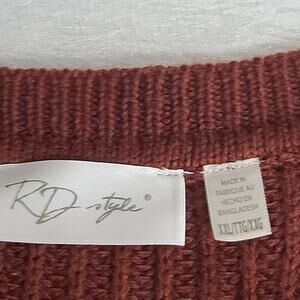 RD style®
MADE IN
FABRIQUÉ AU
HECHO EN
BANGLADESH
XXL/TTG/XXG